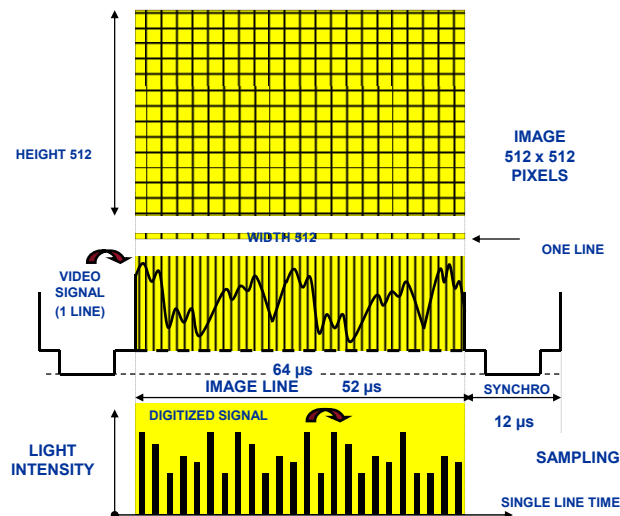 HEIGHT 512
IMAGE
512 x 512
PIXELS
WIDTH 512
ONE LINE
VIDEO
SIGNAL
(1 LINE)
64 µs
IMAGE LINE 52 µs
SYNCHRO
12 µs
DIGITIZED SIGNAL
LIGHT
INTENSITY
SAMPLING
SINGLE LINE TIME